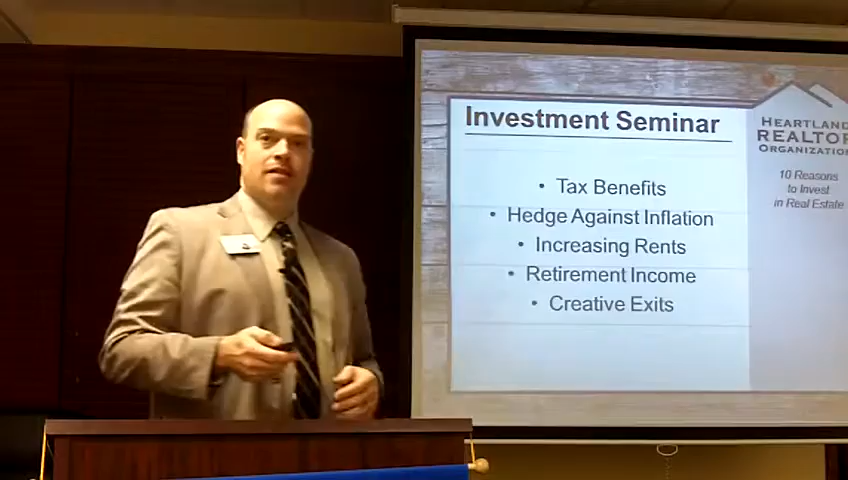 Investment Seminar
• Tax Benefits
• Hedge Against Inflation
• Increasing Rents
• Retirement Income
• Creative Exits
HEARTLAND
REALTOR
ORGANIZATION
10 Reasons
to Invest
in Real Estate